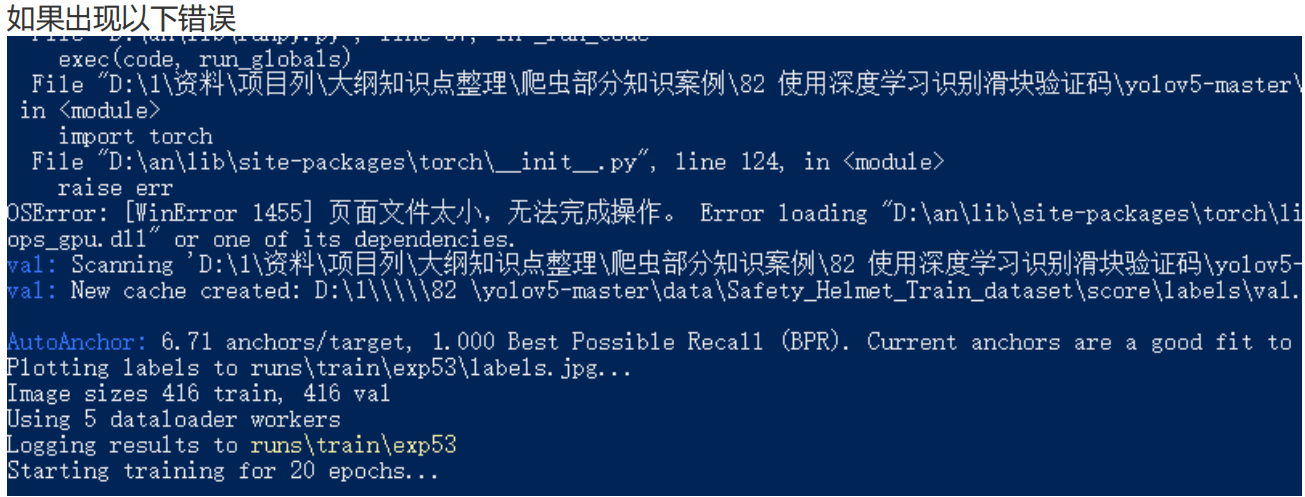 如果出现以下错误
File "D:\an\lib\runpy.py", line 87, in _run_code
exec(code, run_globals)
File "D:\1\资料\项目列\大纲知识点整理\爬虫部分知识案例\82 使用深度学习识别滑块验证码\yolov5-master\
in <module>
import torch
File "D:\an\lib\site-packages\torch\__init__.py", line 124, in <module>
raise err
OSError: [WinError 1455] 页面文件太小，无法完成操作。 Error loading "D:\an\lib\site-packages\torch\li
ops_gpu.dll" or one of its dependencies.
val: Scanning 'D:\1\资料\项目列\大纲知识点整理\爬虫部分知识案例\82 使用深度学习识别滑块验证码\yolov5-
val: New cache created: D:\1\\\\\82 \yolov5-master\data\Safety_Helmet_Train_dataset\score\labels\val.
AutoAnchor: 6.71 anchors/target, 1.000 Best Possible Recall (BPR). Current anchors are a good fit to
Plotting labels to runs\train\exp53\labels.jpg...
Image sizes 416 train, 416 val
Using 5 dataloader workers
Logging results to runs\train\exp53
Starting training for 20 epochs...